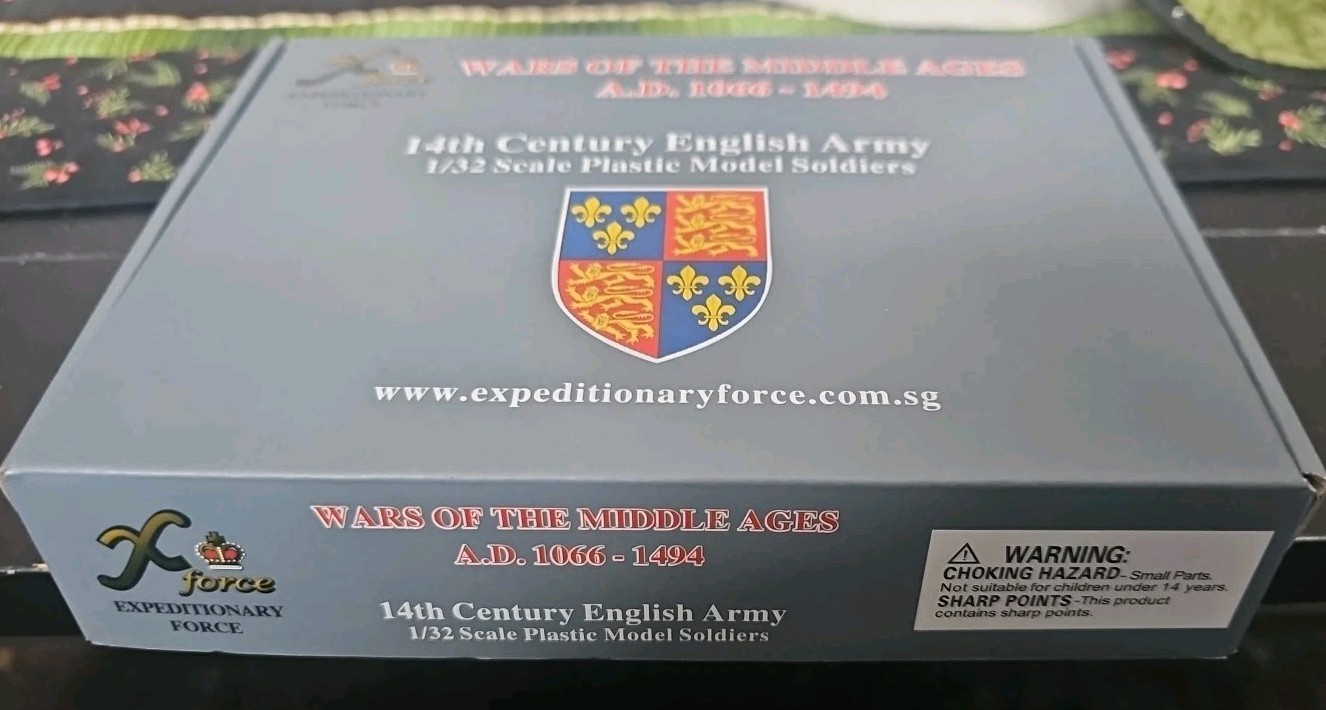 EXPEDITIONARY
FORCE
WARS OF THE MIDDLE AGES
A.D. 1066 - 1494
14th Century English Army
1/32 Scale Plastic Model Soldiers
www.expeditionaryforce.com.sg
X force
EXPEDITIONARY
FORCE
WARS OF THE MIDDLE AGES
A.D. 1066 - 1494
14th Century English Army
1/32 Scale Plastic Model Soldiers
WARNING:
CHOKING HAZARD- Small Parts.
Not suitable for children under 14 years.
SHARP POINTS -This product
contains sharp points.